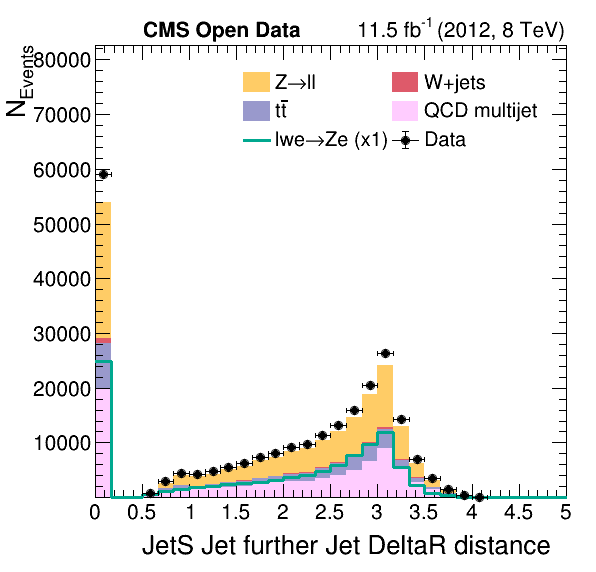 CMS Open Data 11.5 fb⁻¹ (2012, 8 TeV)
N_Events
80000
70000
60000
50000
40000
30000
20000
10000
Z→ll W+jets
tt̄ QCD multijet
lwe→Ze (x1) Data
0 0.5 1 1.5 2 2.5 3 3.5 4 4.5 5
JetS Jet further Jet DeltaR distance